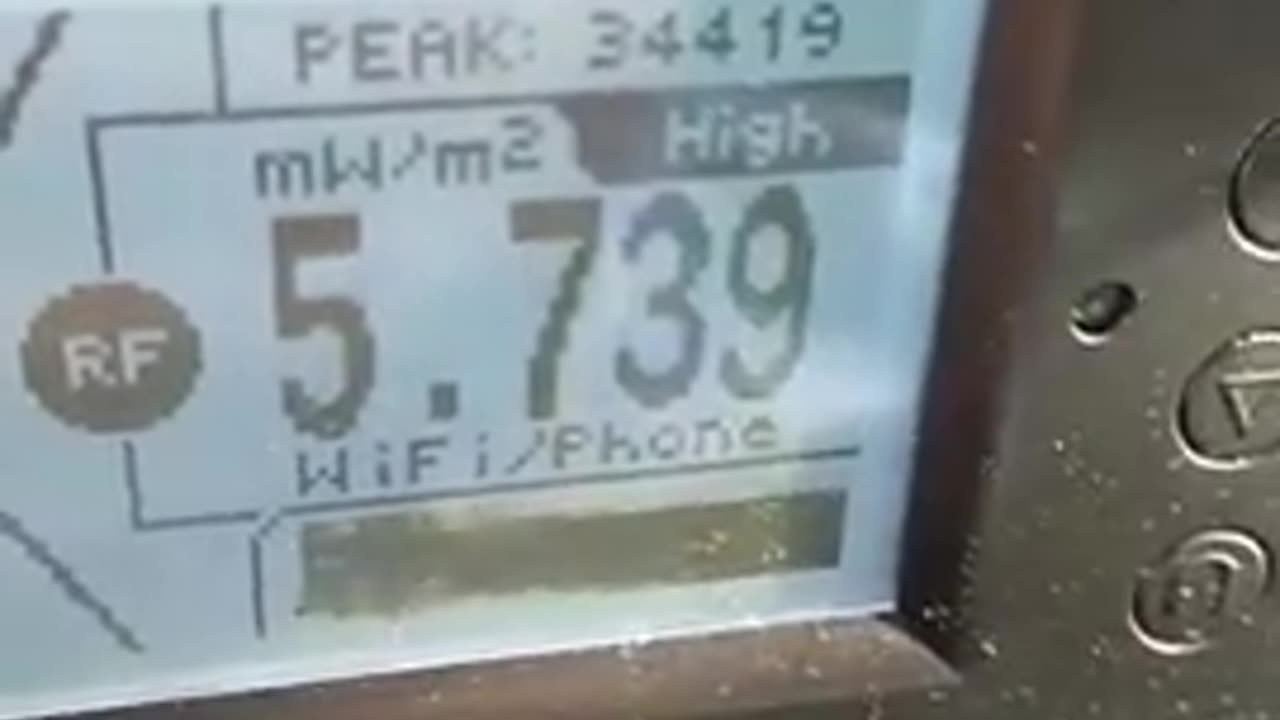 PEAK: 34419
High
mW/m2
RF
5.739
WiFi/Phone